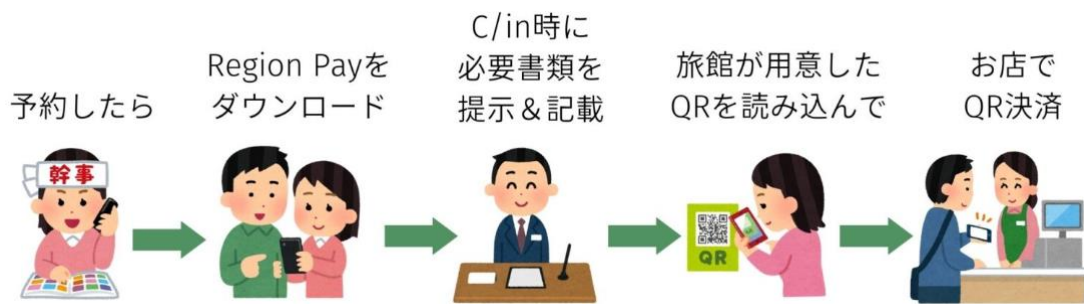 予約したら
Region Payを
ダウンロード
C/in時に
必要書類を
提示＆記載
旅館が用意した
QRを読み込んで
お店で
QR決済
幹事
QR